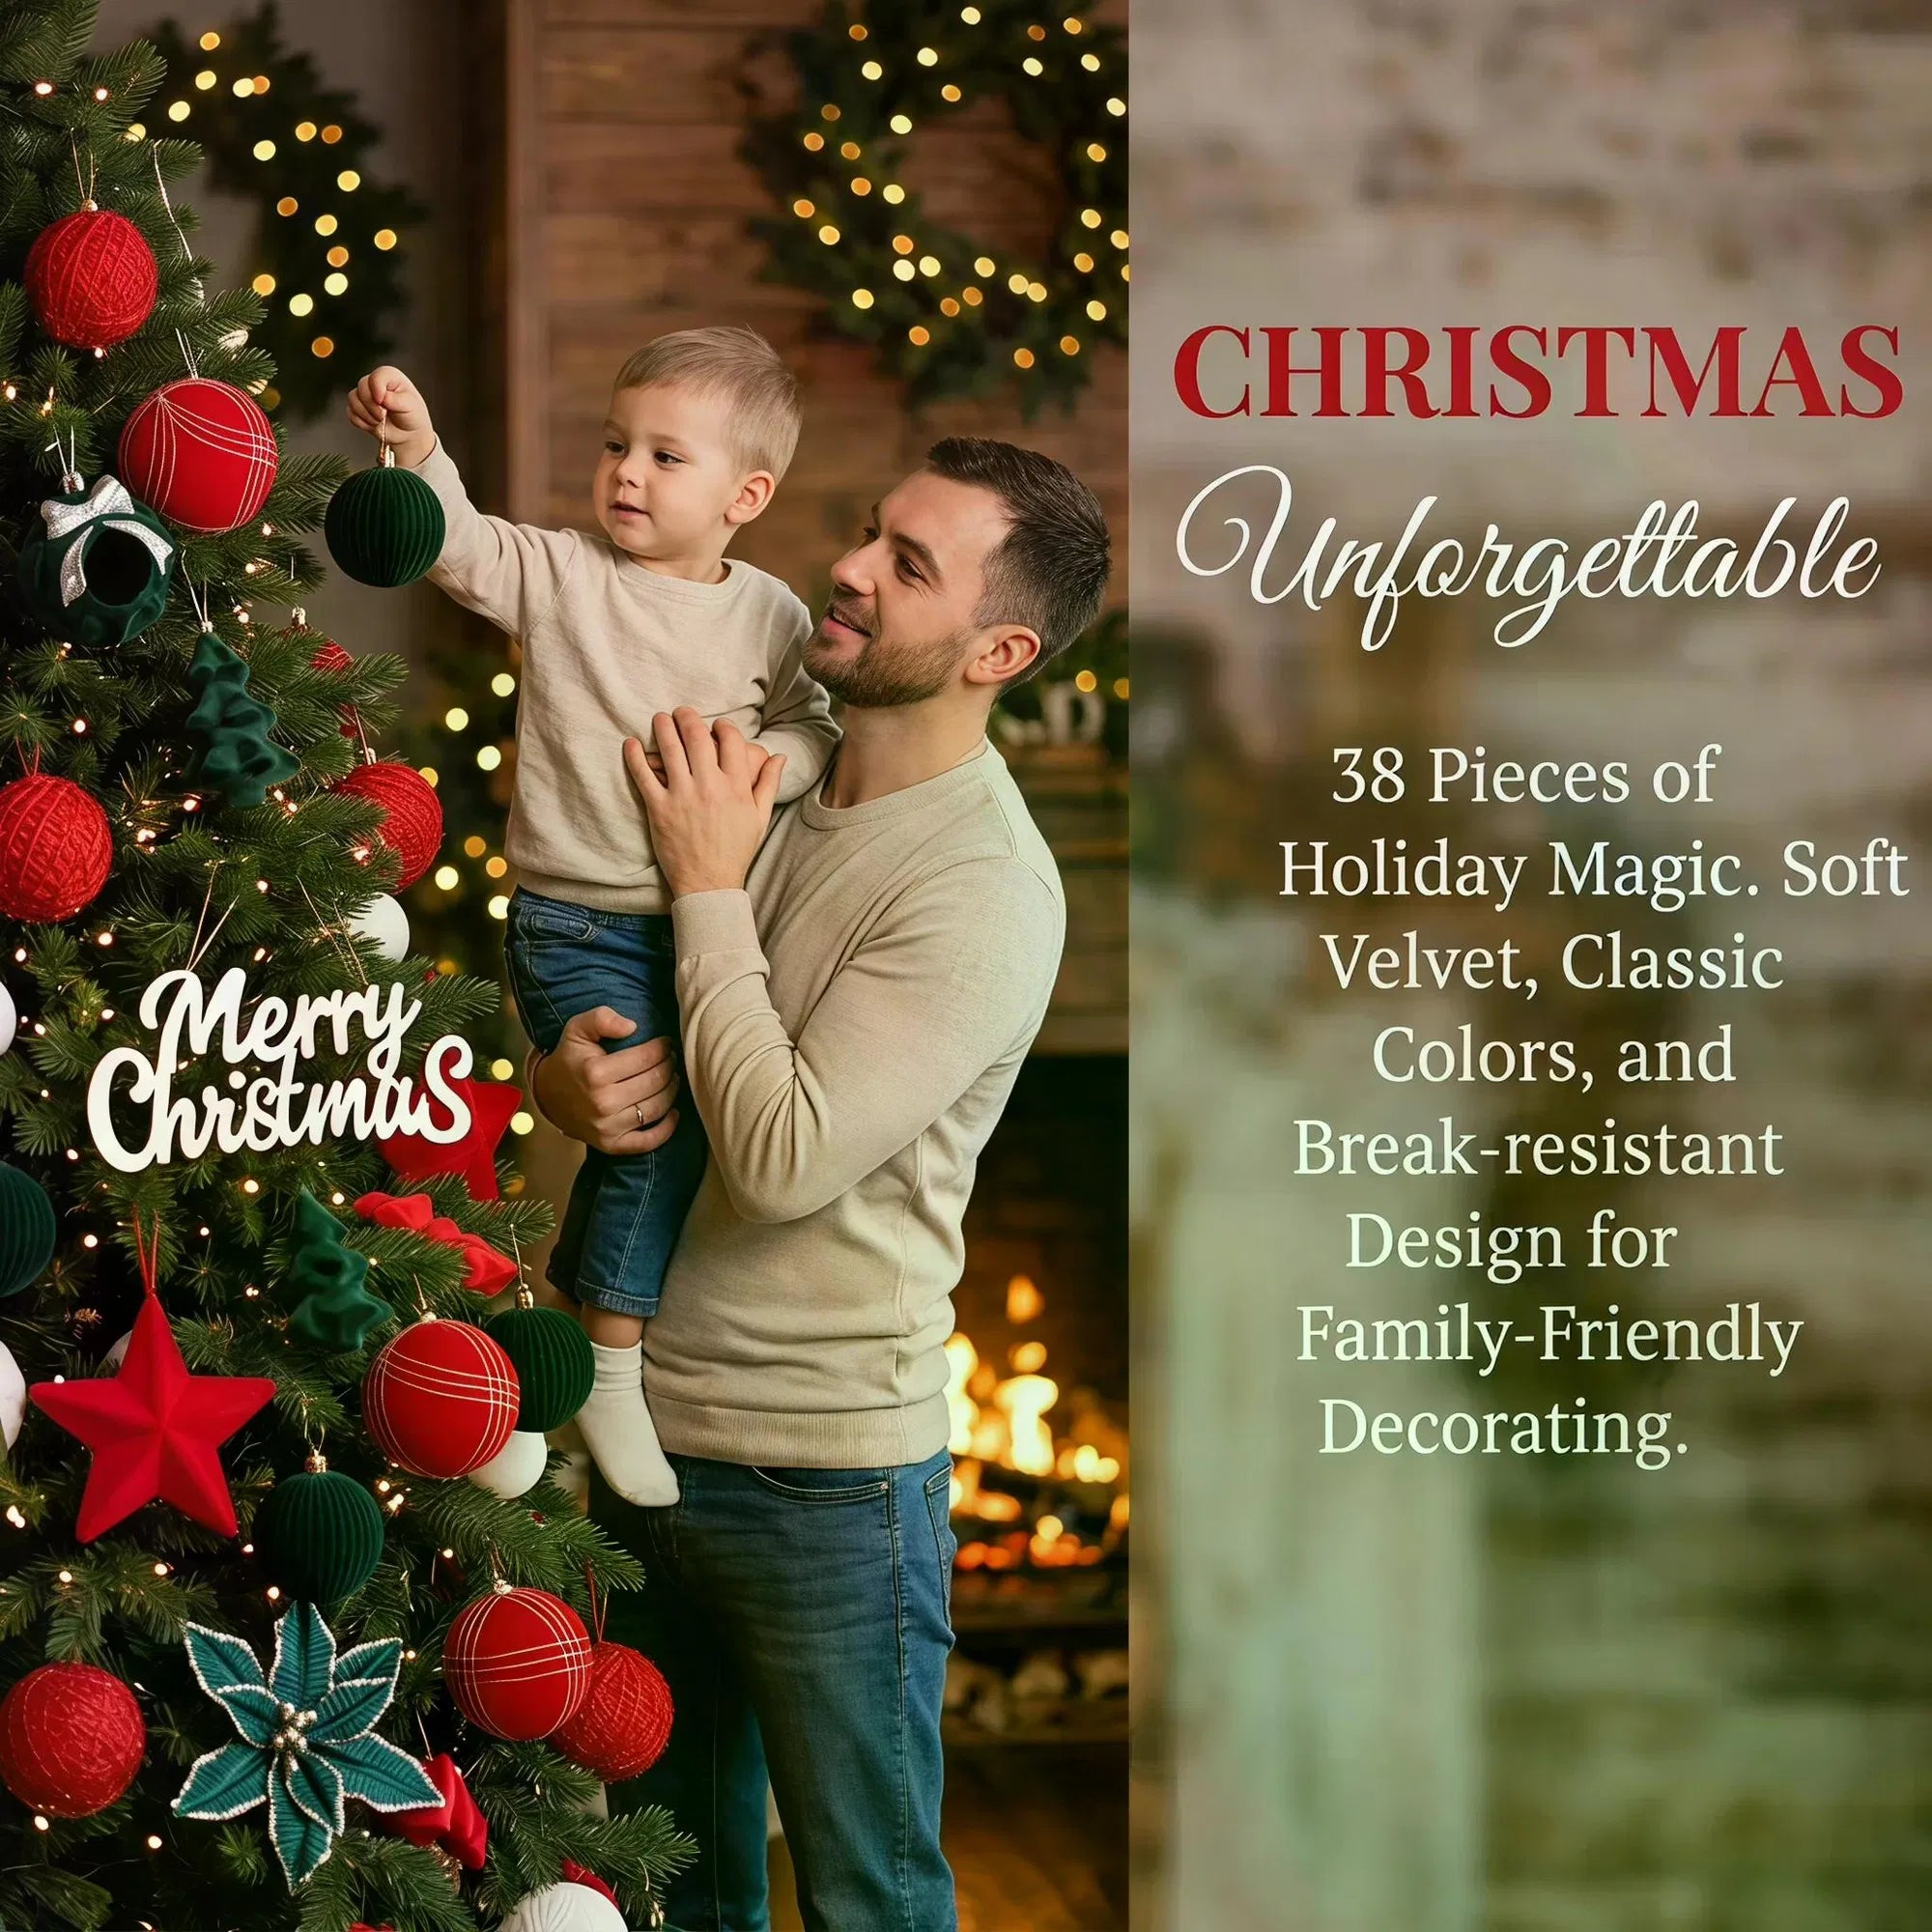 CHRISTMAS
Unforgettable
38 Pieces of
Holiday Magic. Soft
Velvet, Classic
Colors, and
Break-resistant
Design for
Family-Friendly
Decorating.
Merry
Christmas